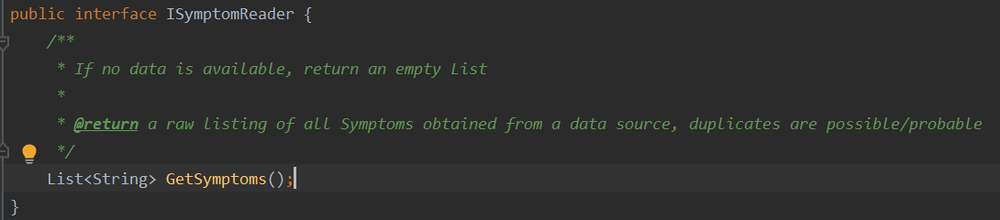 public interface ISymptomReader {
    /**
     * If no data is available, return an empty List
     *
     * @return a raw listing of all Symptoms obtained from a data source, duplicates are possible/probable
     */
    List<String> GetSymptoms();
}